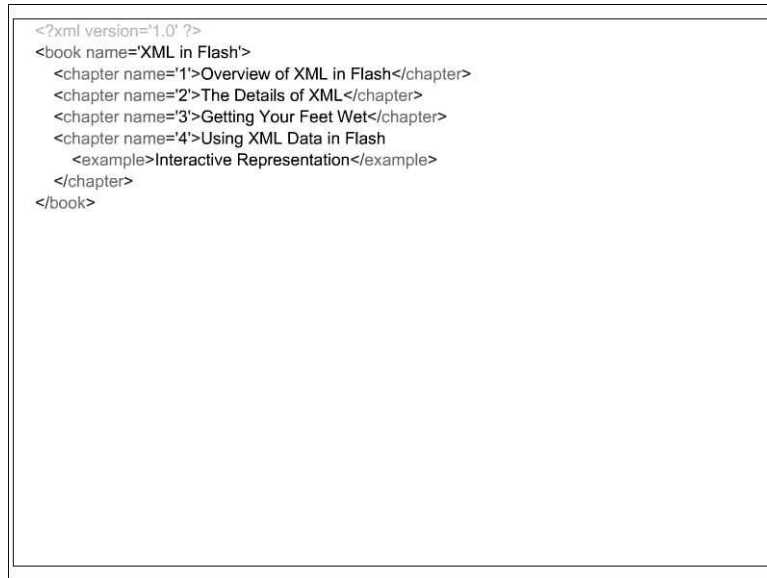 <?xml version='1.0' ?>
<book name='XML in Flash'>
<chapter name='1'>Overview of XML in Flash</chapter>
<chapter name='2'>The Details of XML</chapter>
<chapter name='3'>Getting Your Feet Wet</chapter>
<chapter name='4'>Using XML Data in Flash
<example>Interactive Representation</example>
</chapter>
</book>